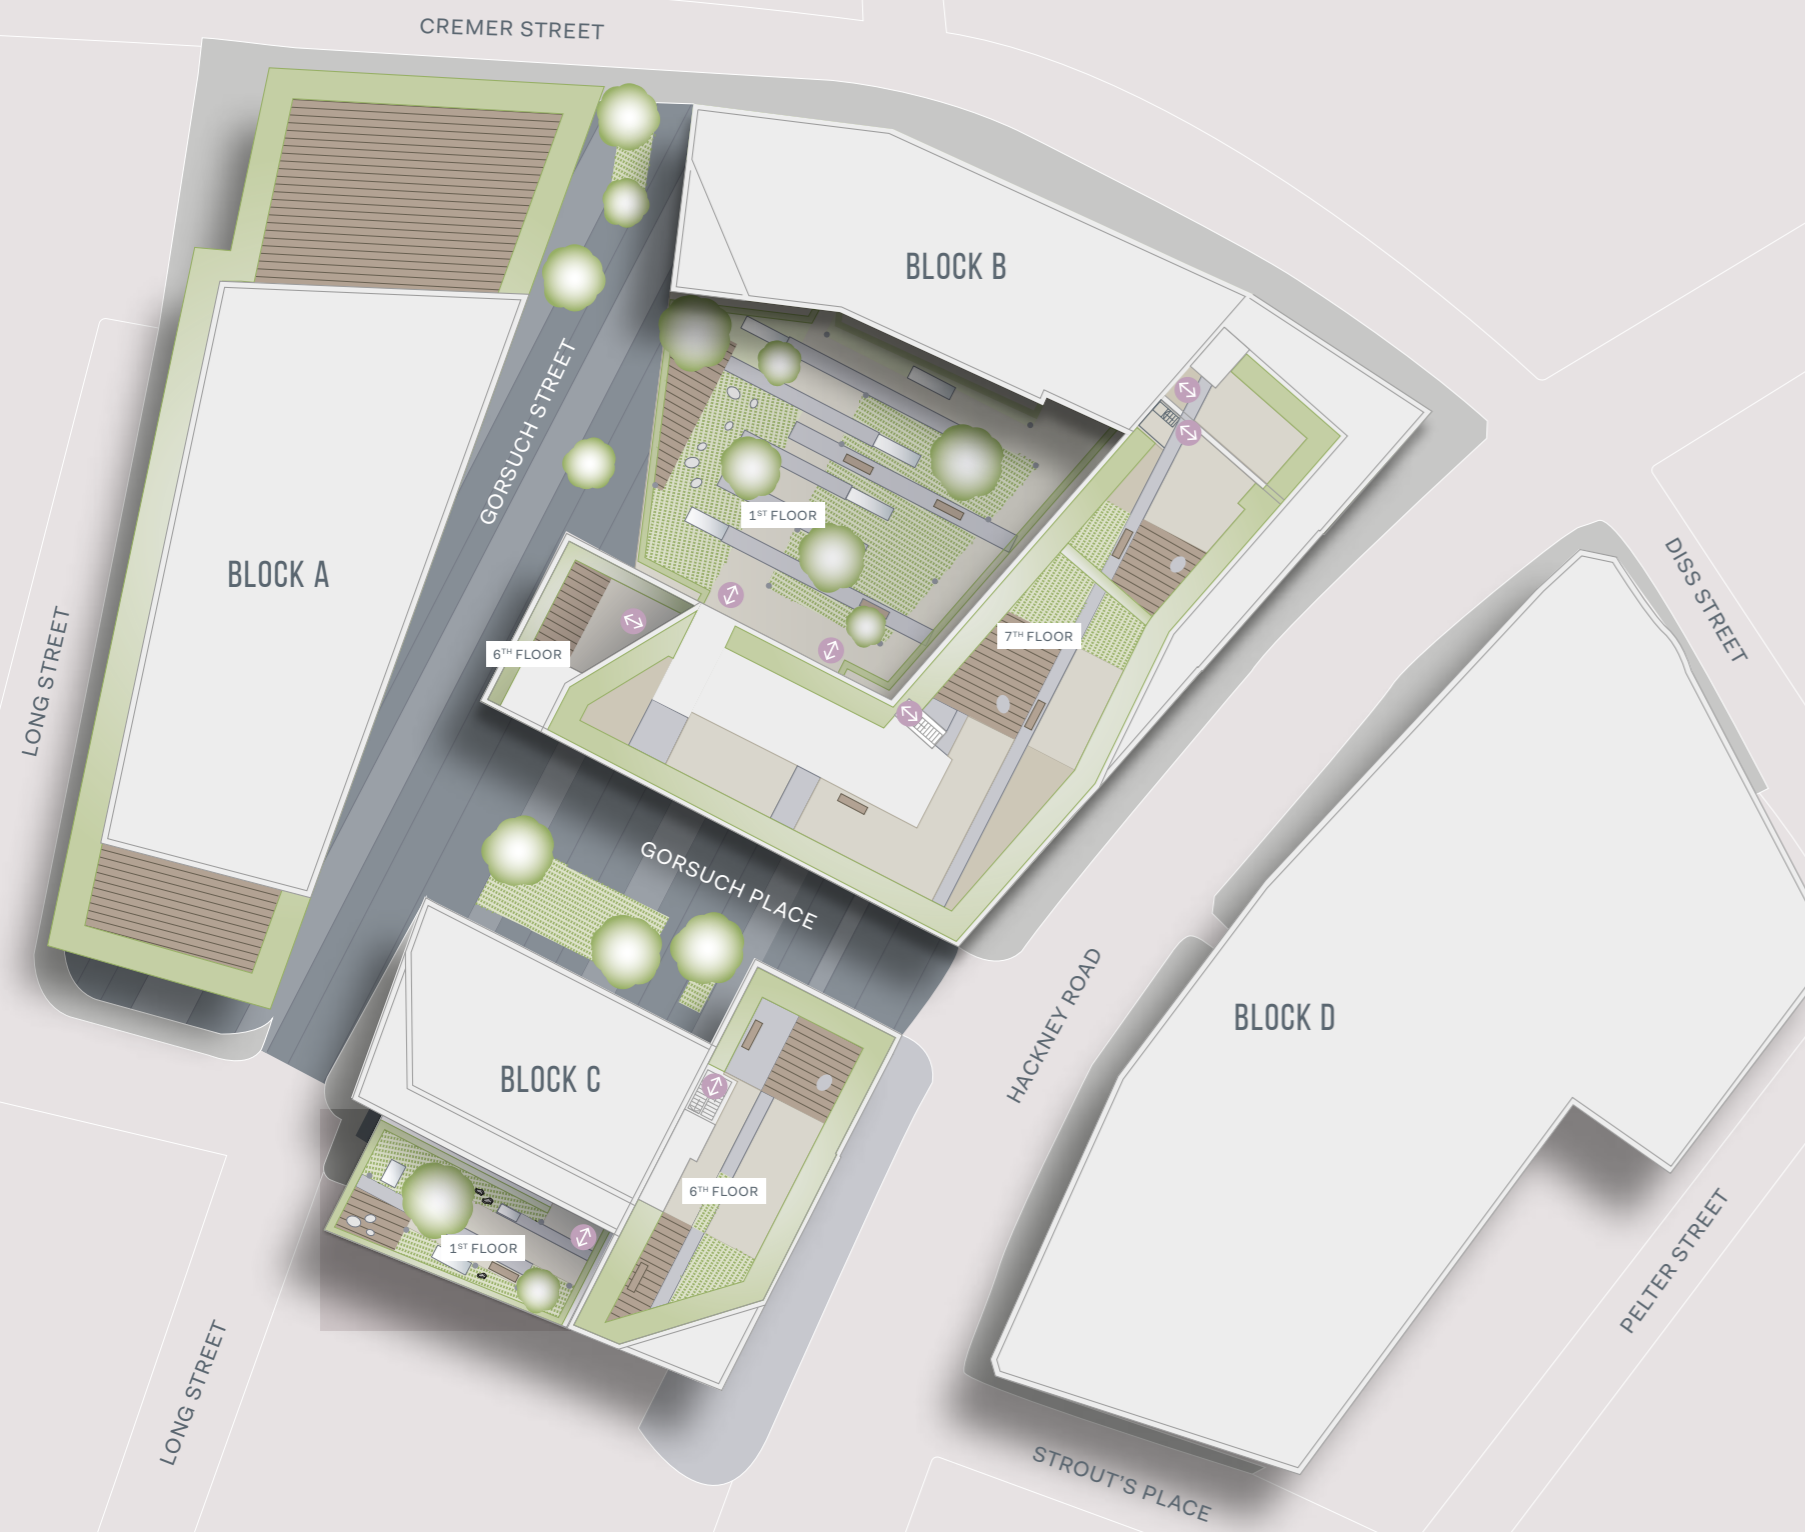 CREMER STREET
BLOCK B
GORSUCH STREET
1ST FLOOR
BLOCK A
DISS STREET
LONG STREET
6TH FLOOR
7TH FLOOR
GORSUCH PLACE
HACKNEY ROAD
BLOCK D
BLOCK C
6TH FLOOR
1ST FLOOR
PELTER STREET
LONG STREET
STROUT'S PLACE